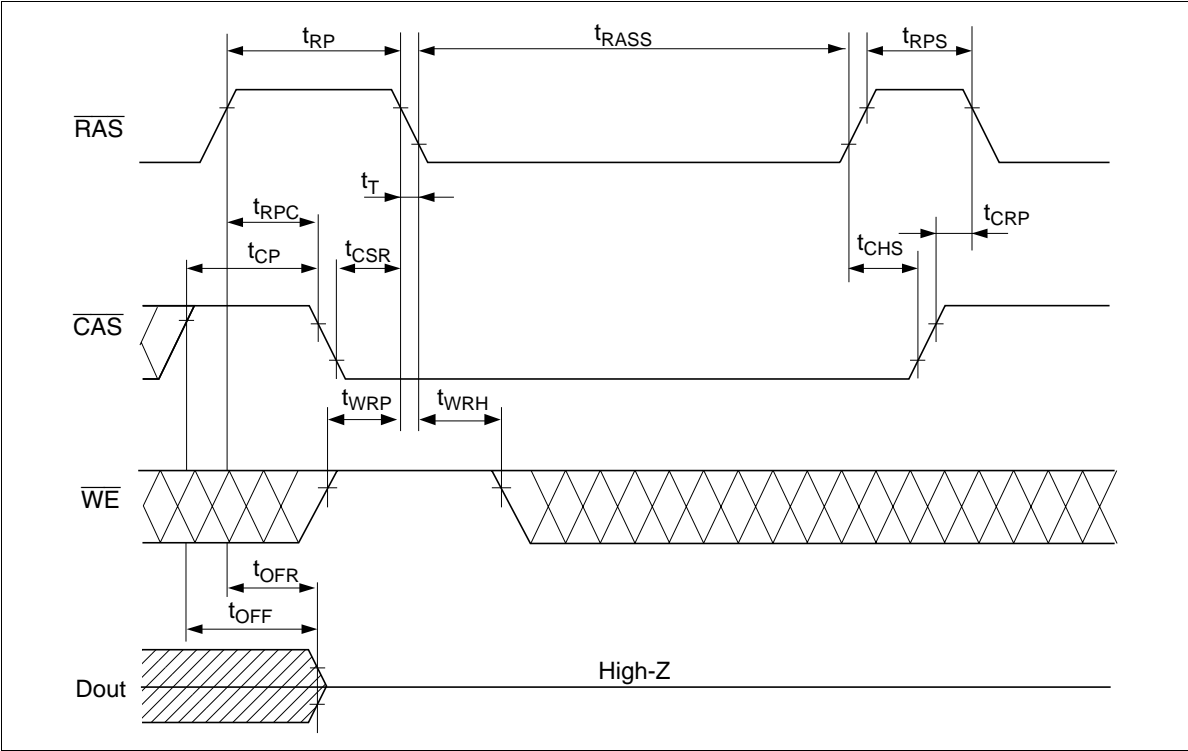 tRP
tRASS
tRPS
RAS
tT
tRPC
tCRP
tCP
tCSR
tCHS
CAS
tWRP
tWRH
WE
tOFR
tOFF
High-Z
Dout